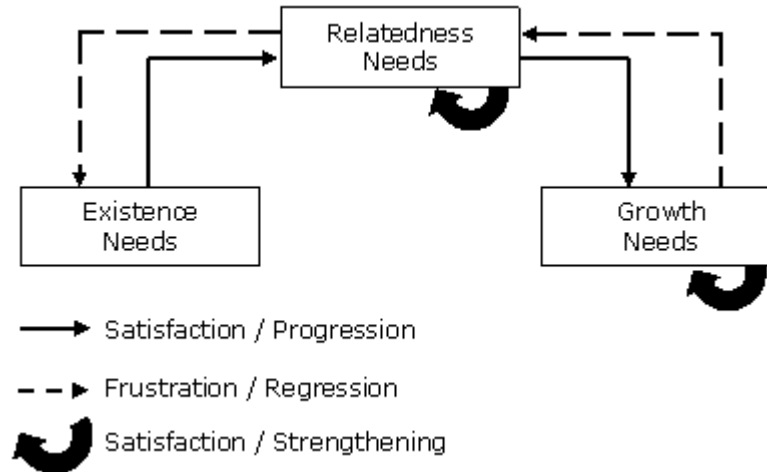 Relatedness
Needs
Existence
Needs
Growth
Needs
Satisfaction / Progression
Frustration / Regression
Satisfaction / Strengthening